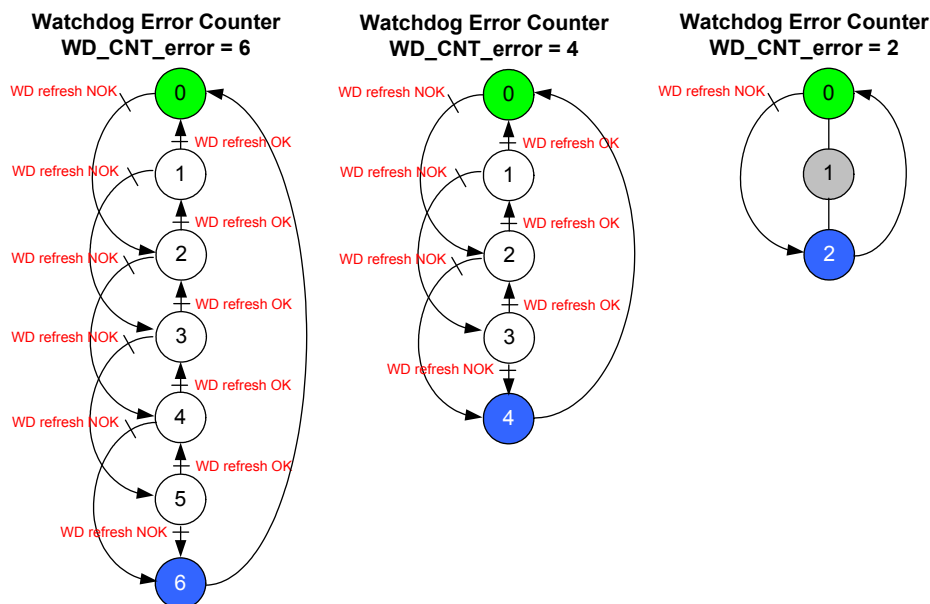 Watchdog Error Counter
WD_CNT_error = 6
WD refresh NOK
0
WD refresh OK
WD refresh NOK
1
WD refresh OK
2
WD refresh NOK
WD refresh OK
3
WD refresh NOK
WD refresh OK
4
WD refresh NOK
WD refresh OK
5
WD refresh NOK
6
Watchdog Error Counter
WD_CNT_error = 4
WD refresh NOK
0
WD refresh OK
WD refresh NOK
1
WD refresh OK
2
WD refresh NOK
WD refresh OK
3
WD refresh NOK
4
Watchdog Error Counter
WD_CNT_error = 2
WD refresh NOK
0
1
2